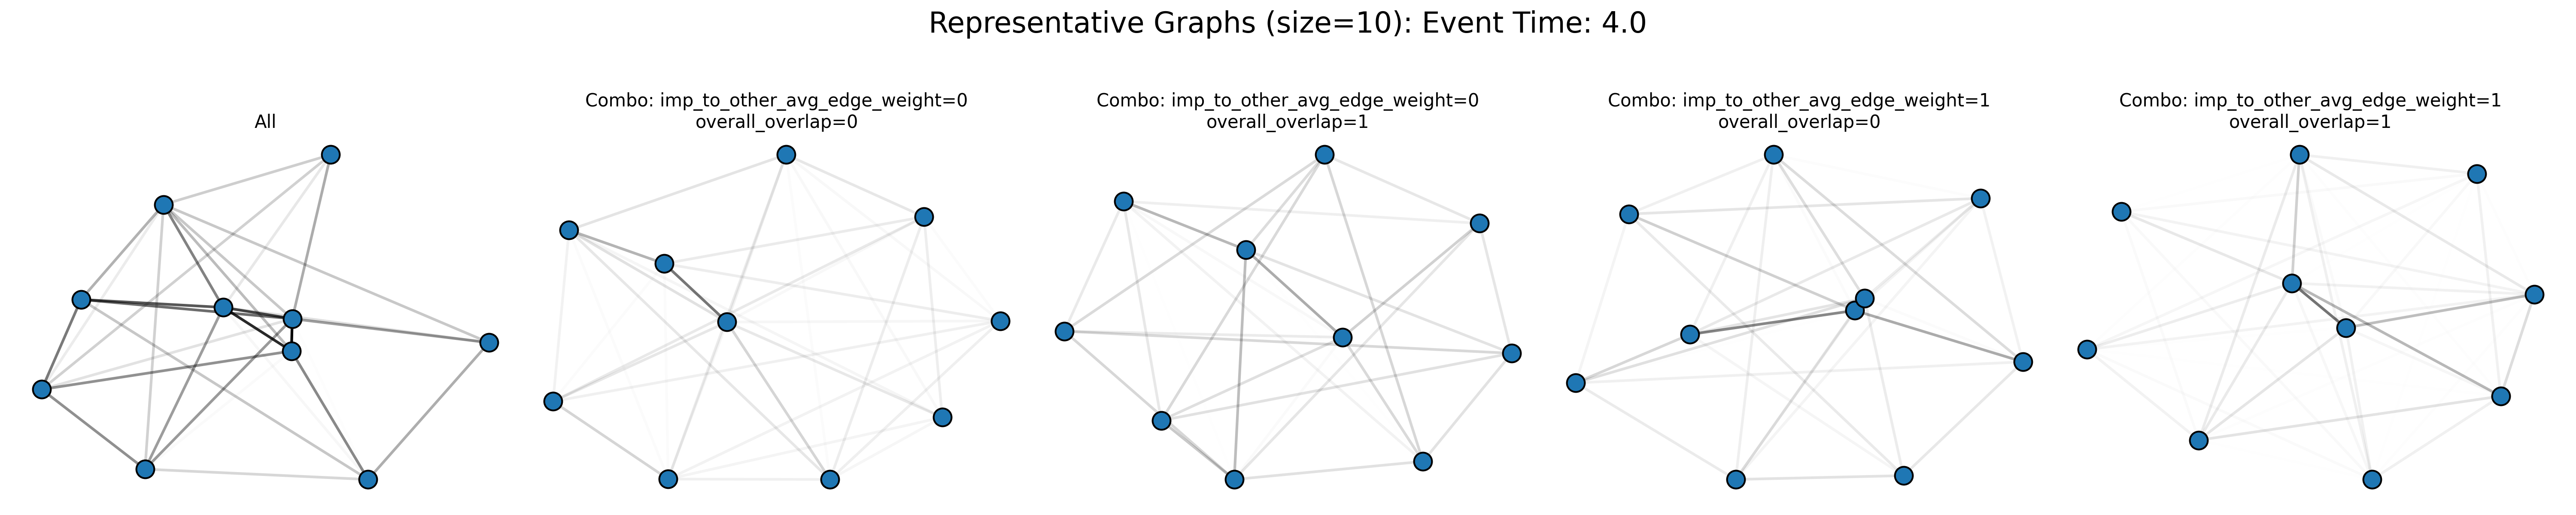 Representative Graphs (size=10): Event Time: 4.0
All
Combo: imp_to_other_avg_edge_weight=0
overall_overlap=0
Combo: imp_to_other_avg_edge_weight=0
overall_overlap=1
Combo: imp_to_other_avg_edge_weight=1
overall_overlap=0
Combo: imp_to_other_avg_edge_weight=1
overall_overlap=1